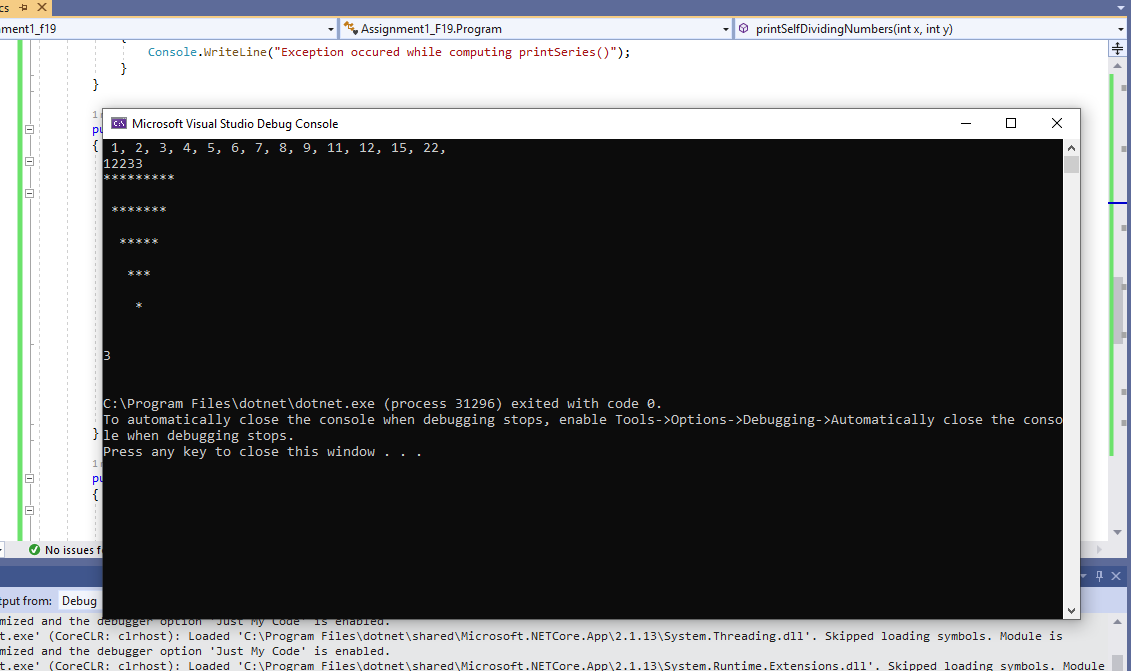 cs
ment1_f19 Assignment1_F19.Program printSelfDividingNumbers(int x, int y)
Console.WriteLine("Exception occured while computing printSeries()");
}
}
Microsoft Visual Studio Debug Console
pu
{
1, 2, 3, 4, 5, 6, 7, 8, 9, 11, 12, 15, 22,
12233
*********
*******
*****
***
*
3
C:\Program Files\dotnet\dotnet.exe (process 31296) exited with code 0.
To automatically close the console when debugging stops, enable Tools->Options->Debugging->Automatically close the conso
le when debugging stops.
Press any key to close this window . . .
}
pu
{
No issues f
tput from: Debug
mized and the debugger option 'Just My Code' is enabled.
t.exe' (CoreCLR: clrhost): Loaded 'C:\Program Files\dotnet\shared\Microsoft.NETCore.App\2.1.13\System.Threading.dll'. Skipped loading symbols. Module is
mized and the debugger option 'Just My Code' is enabled.
t.exe' (CoreCLR: clrhost): Loaded 'C:\Program Files\dotnet\shared\Microsoft.NETCore.App\2.1.13\System.Runtime.Extensions.dll'. Skipped loading symbols. Module